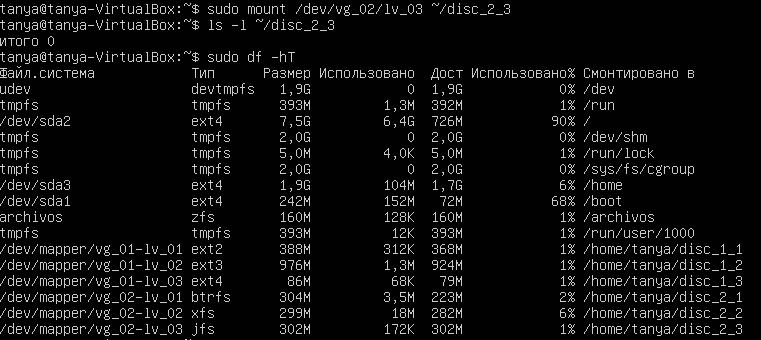 tanya@tanya-VirtualBox:~$ sudo mount /dev/vg_02/lv_03 ~/disc_2_3
tanya@tanya-VirtualBox:~$ ls -l ~/disc_2_3
итого 0
tanya@tanya-VirtualBox:~$ sudo df -hT
Файл.система Тип Размер Использовано Дост Использовано% Смонтировано в
udev devtmpfs 1,9G 0 1,9G 0% /dev
tmpfs tmpfs 393M 1,3M 392M 1% /run
/dev/sda2 ext4 7,5G 6,4G 726M 90% /
tmpfs tmpfs 2,0G 0 2,0G 0% /dev/shm
tmpfs tmpfs 5,0M 4,0K 5,0M 1% /run/lock
tmpfs tmpfs 2,0G 0 2,0G 0% /sys/fs/cgroup
/dev/sda3 ext4 1,9G 104M 1,7G 6% /home
/dev/sda1 ext4 242M 152M 72M 68% /boot
archivos zfs 160M 128K 160M 1% /archivos
tmpfs tmpfs 393M 12K 393M 1% /run/user/1000
/dev/mapper/vg_01-lv_01 ext2 388M 312K 368M 1% /home/tanya/disc_1_1
/dev/mapper/vg_01-lv_02 ext3 976M 1,3M 924M 1% /home/tanya/disc_1_2
/dev/mapper/vg_01-lv_03 ext4 86M 68K 79M 1% /home/tanya/disc_1_3
/dev/mapper/vg_02-lv_01 btrfs 304M 3,5M 223M 2% /home/tanya/disc_2_1
/dev/mapper/vg_02-lv_02 xfs 299M 18M 282M 6% /home/tanya/disc_2_2
/dev/mapper/vg_02-lv_03 jfs 302M 172K 302M 1% /home/tanya/disc_2_3